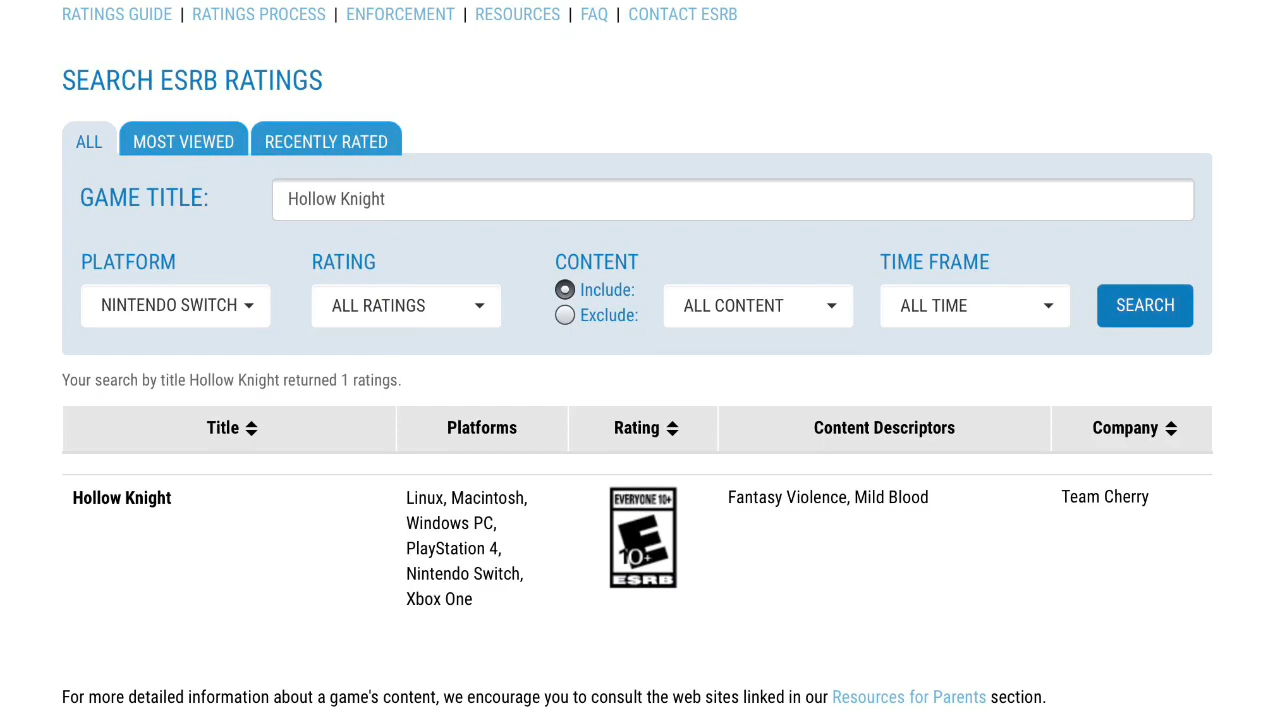 RATINGS GUIDE | RATINGS PROCESS | ENFORCEMENT | RESOURCES | FAQ | CONTACT ESRB
SEARCH ESRB RATINGS
ALL MOST VIEWED RECENTLY RATED
GAME TITLE: Hollow Knight
PLATFORM RATING CONTENT TIME FRAME
Include:
NINTENDO SWITCH ALL RATINGS ALL CONTENT ALL TIME SEARCH
Exclude:
Your search by title Hollow Knight returned 1 ratings.
Title Platforms Rating Content Descriptors Company
Hollow Knight Linux, Macintosh, EVERYONE 10+ Fantasy Violence, Mild Blood Team Cherry
Windows PC,
PlayStation 4, E
10+
Nintendo Switch, ESRB
Xbox One
For more detailed information about a game's content, we encourage you to consult the web sites linked in our Resources for Parents section.